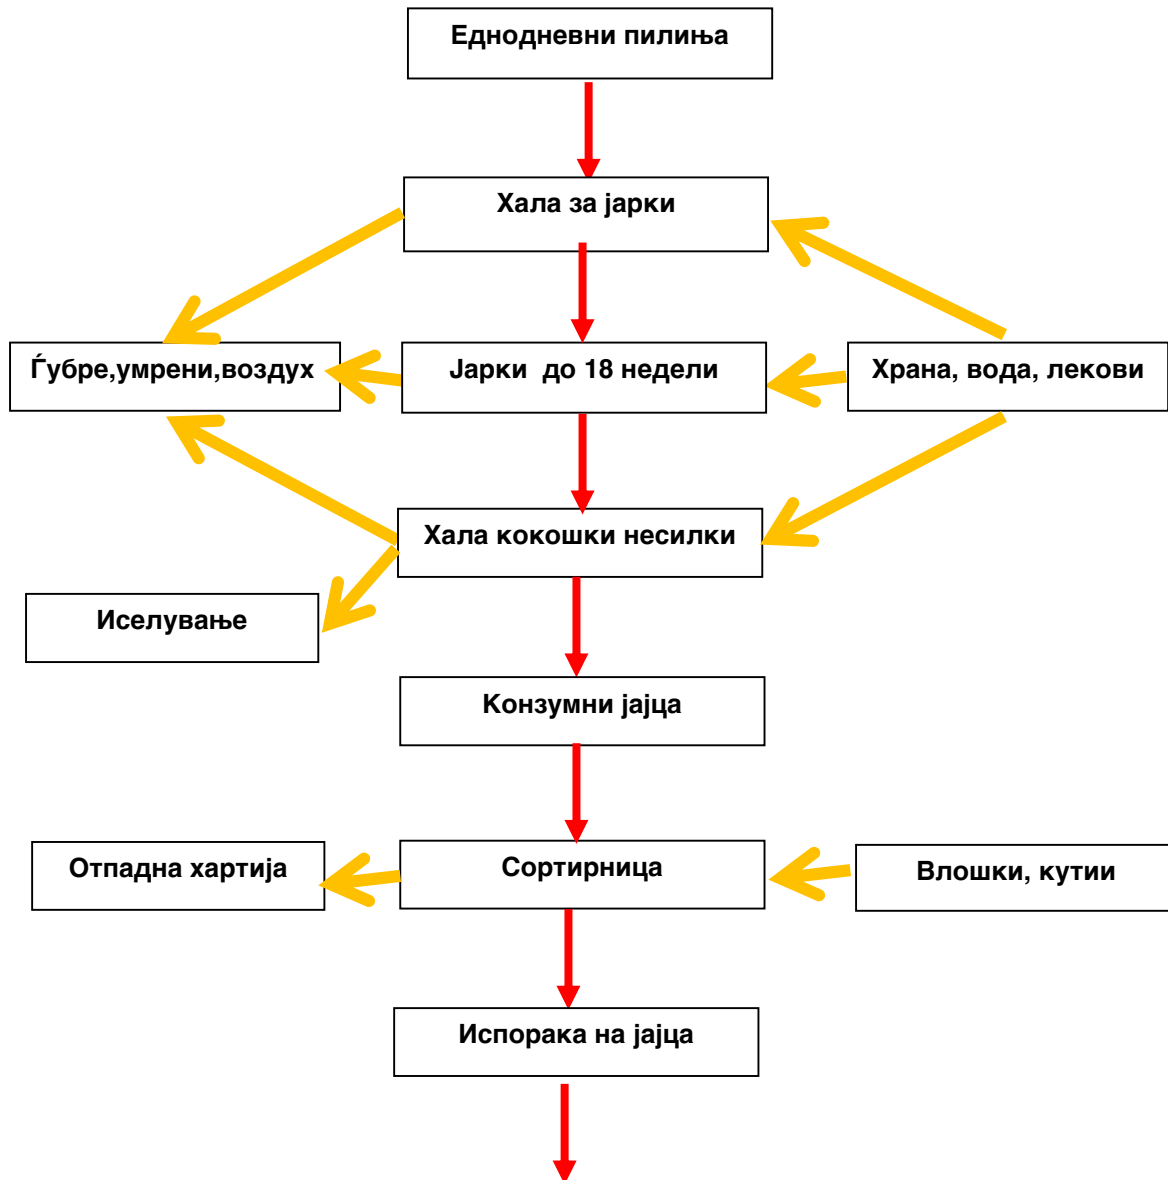 Еднодневни пилиња
Хала за јарки
Ѓубре,умрени,воздух
Јарки  до 18 недели
Храна, вода, лекови
Хала кокошки несилки
Иселување
Конзумни јајца
Отпадна хартија
Сортирница
Влошки, кутии
Испорака на јајца